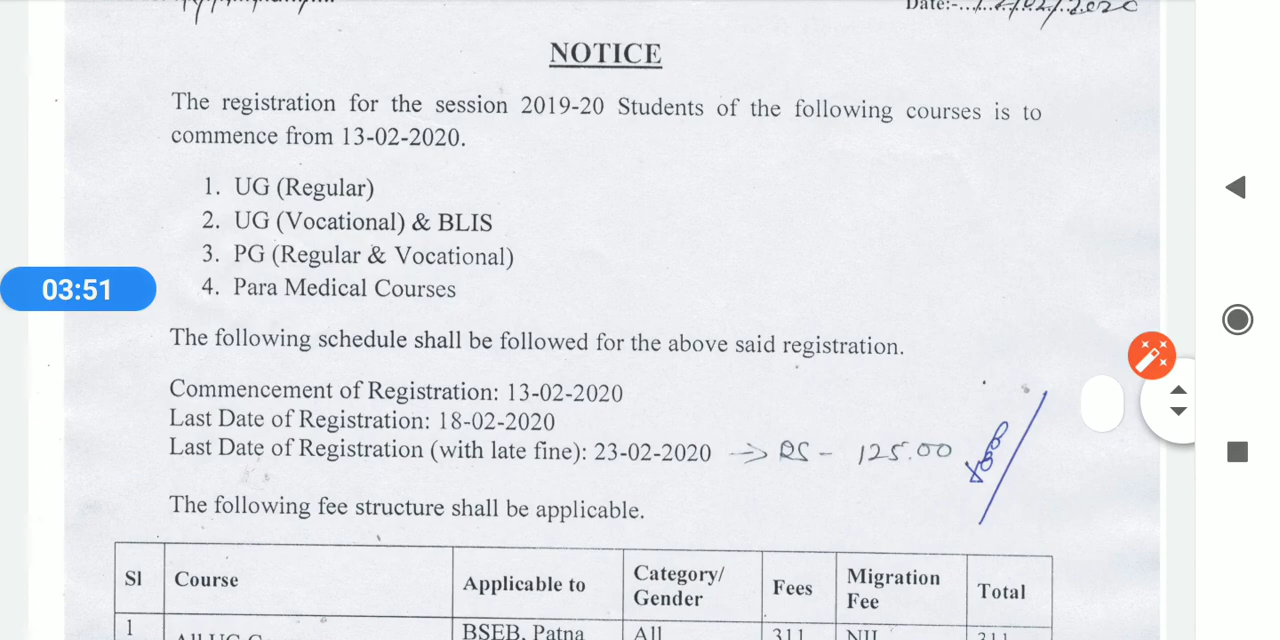 Date:-
NOTICE
The registration for the session 2019-20 Students of the following courses is to
commence from 13-02-2020.
1. UG (Regular)
2. UG (Vocational) & BLIS
3. PG (Regular & Vocational)
4. Para Medical Courses
03:51
The following schedule shall be followed for the above said registration.
Commencement of Registration: 13-02-2020
Last Date of Registration: 18-02-2020
Last Date of Registration (with late fine): 23-02-2020 → RS - 125.00
The following fee structure shall be applicable.
Sl Course Applicable to Category/ Gender Fees Migration Fee Total
1 All UG BSEB, Patna All 311 NIL 311